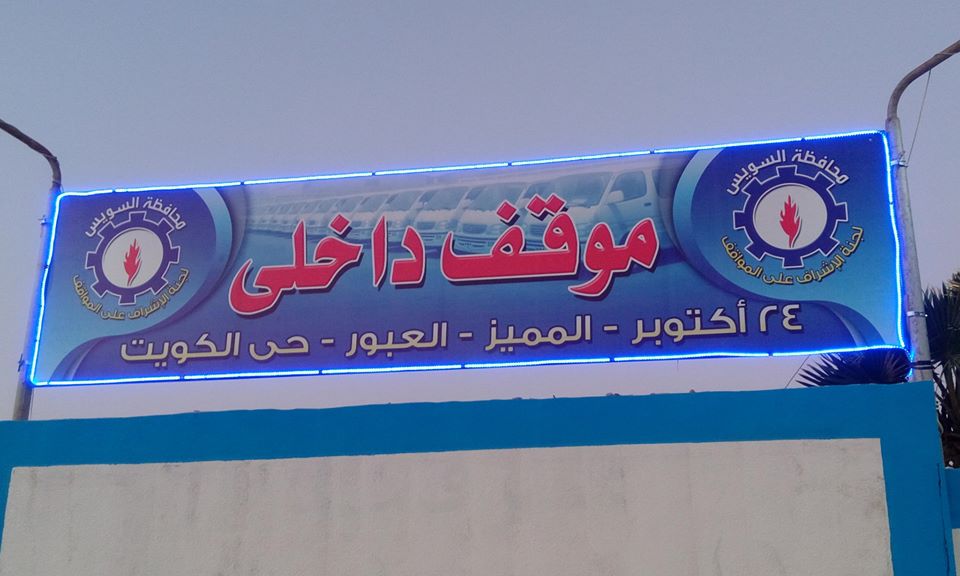 محافظة السويس
لجنة الإشراف على المواقف
موقف داخلى
محافظة السويس
لجنة الإشراف على المواقف
٢٤ أكتوبر - المميز - العبور - حى الكويت